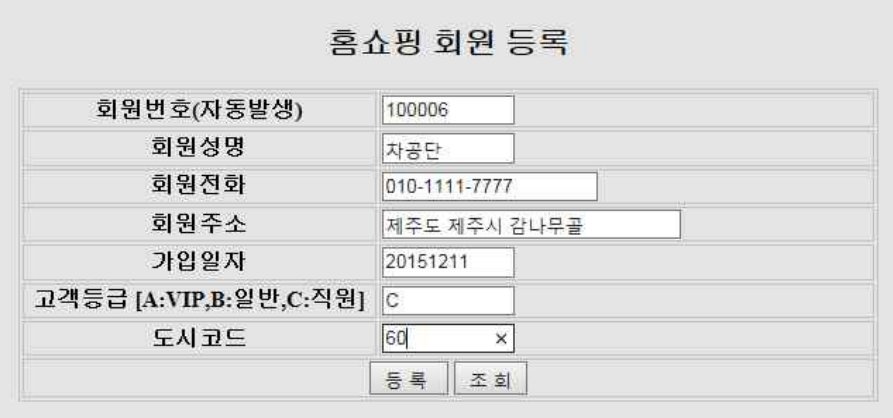 홈쇼핑 회원 등록
회원번호(자동발생) 100006
회원성명 차공단
회원전화 010-1111-7777
회원주소 제주도 제주시 감나무골
가입일자 20151211
고객등급 [A:VIP,B:일반,C:직원] C
도시코드 60 ×
등 록 조 회